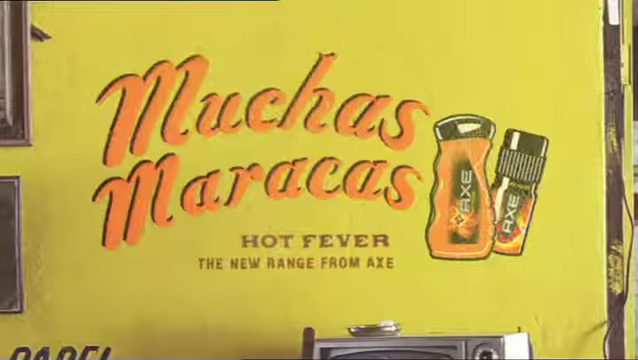 Muchas
Maracas
HOT FEVER
THE NEW RANGE FROM AXE
AXE
AXE